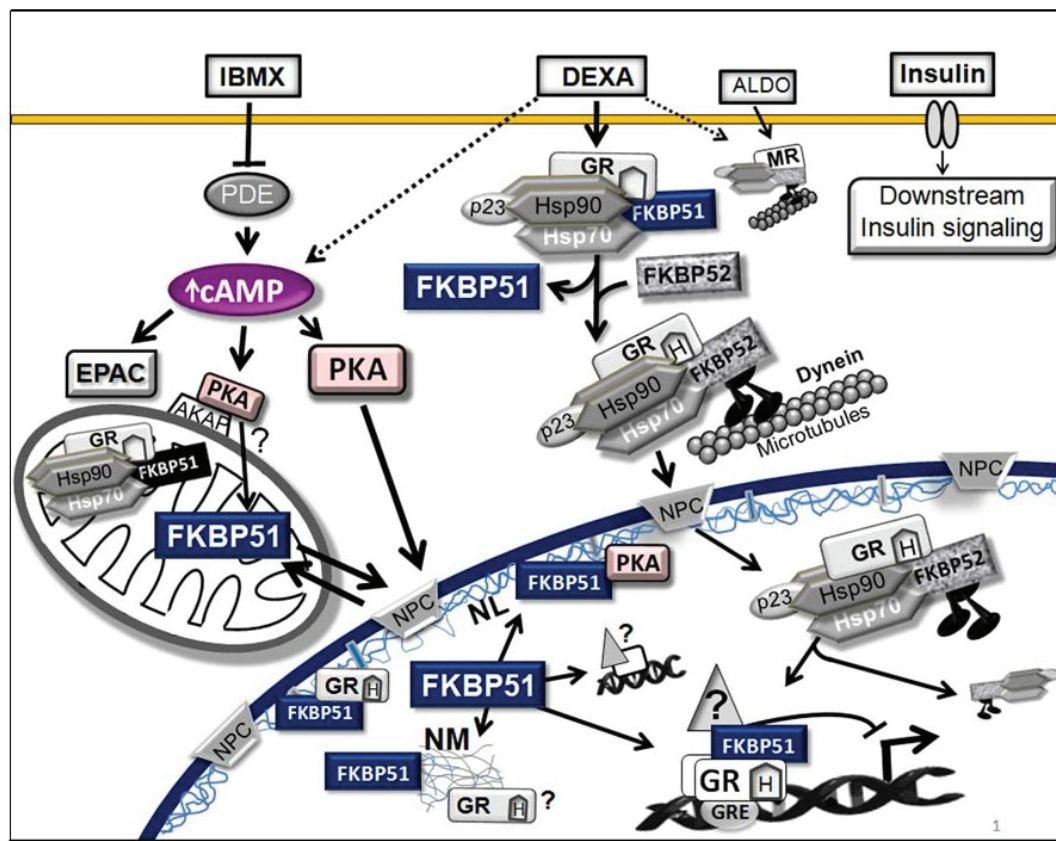 IBMX
DEXA
ALDO
Insulin
PDE
GR
p23
Hsp90
FKBP51
Hsp70
MR
Downstream
Insulin signaling
↑cAMP
FKBP51
FKBP52
EPAC
PKA
PKA
AKAP
?
GR
H
FKBP52
p23
Hsp90
Hsp70
Dynein
Microtubules
GR
Hsp90
FKBP51
Hsp70
FKBP51
NPC
NPC
NPC
NPC
NL
FKBP51
PKA
GR
H
p23
Hsp90
FKBP52
Hsp70
GR
H
FKBP51
FKBP51
?
NM
FKBP51
GR
H
?
?
FKBP51
GR
H
GRE
1